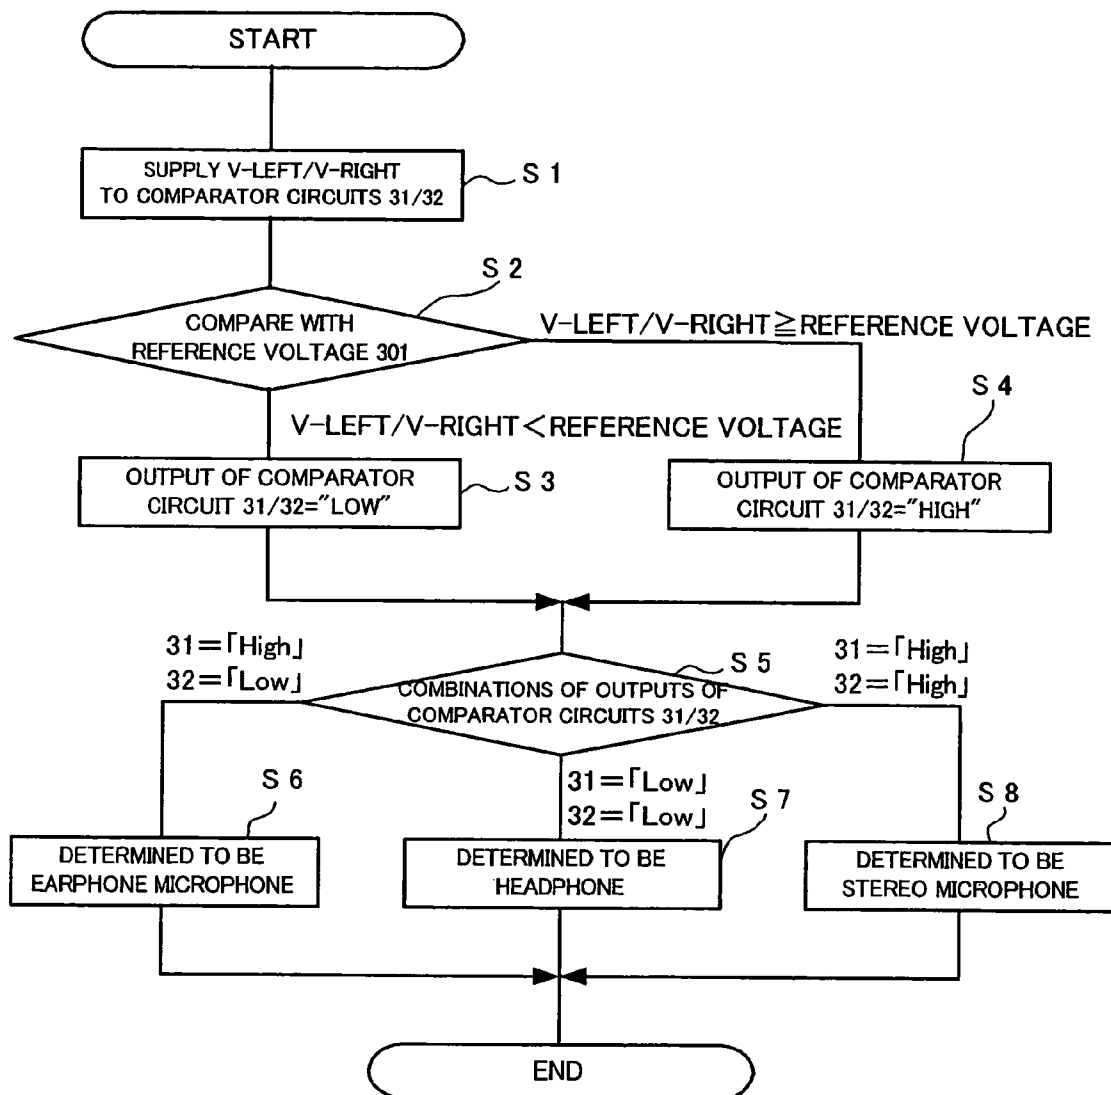 START
SUPPLY V-LEFT/V-RIGHT
TO COMPARATOR CIRCUITS 31/32
S 1
S 2
COMPARE WITH
REFERENCE VOLTAGE 301
V-LEFT/V-RIGHT≧REFERENCE VOLTAGE
V-LEFT/V-RIGHT＜REFERENCE VOLTAGE
S 4
OUTPUT OF COMPARATOR
CIRCUIT 31/32="LOW"
S 3
OUTPUT OF COMPARATOR
CIRCUIT 31/32="HIGH"
31＝「High」
32＝「Low」
S 5
COMBINATIONS OF OUTPUTS OF
COMPARATOR CIRCUITS 31/32
31＝「High」
32＝「High」
31＝「Low」
32＝「Low」
S 6
DETERMINED TO BE
EARPHONE MICROPHONE
S 7
DETERMINED TO BE
HEADPHONE
S 8
DETERMINED TO BE
STEREO MICROPHONE
END